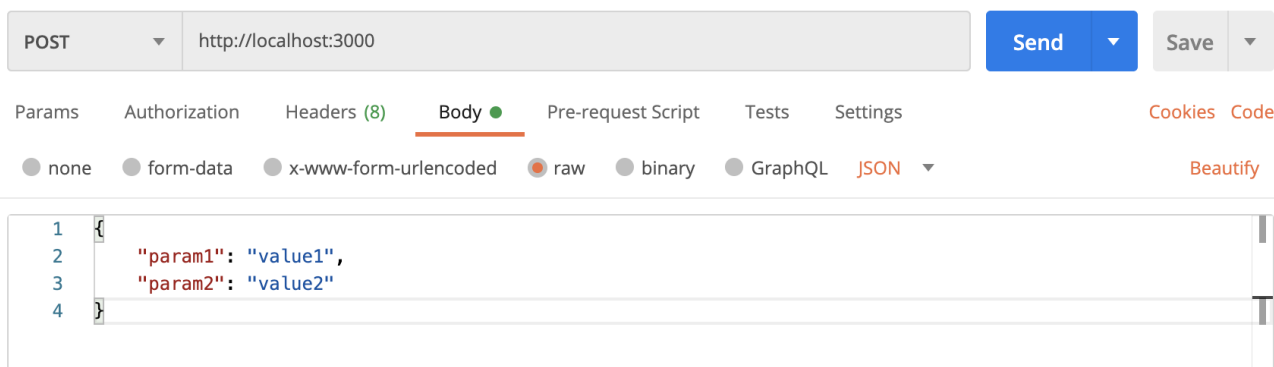 POST http://localhost:3000 Send Save
Params Authorization Headers (8) Body Pre-request Script Tests Settings Cookies Code
none form-data x-www-form-urlencoded raw binary GraphQL JSON Beautify
1 {
2 "param1": "value1",
3 "param2": "value2"
4 }